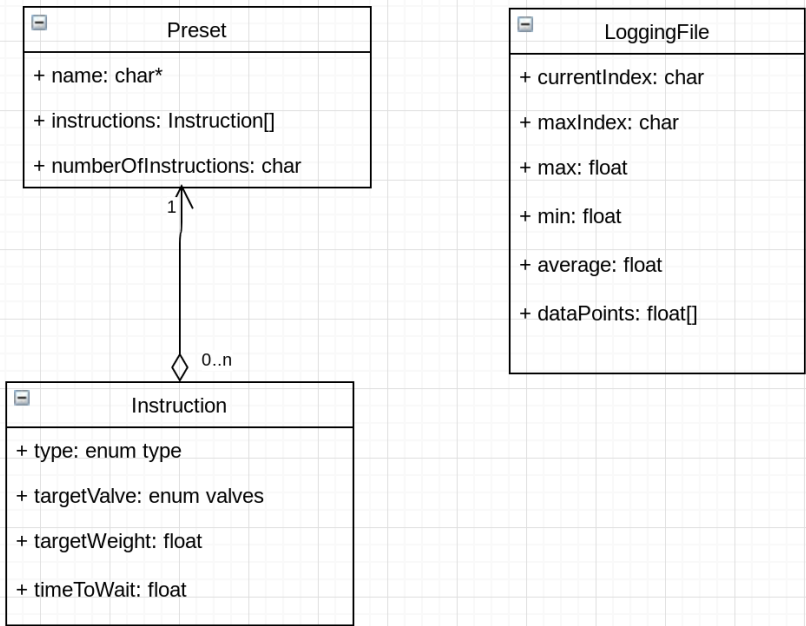 Preset
+ name: char*
+ instructions: Instruction[]
+ numberOfInstructions: char
1
0..n
Instruction
+ type: enum type
+ targetValve: enum valves
+ targetWeight: float
+ timeToWait: float
LoggingFile
+ currentIndex: char
+ maxIndex: char
+ max: float
+ min: float
+ average: float
+ dataPoints: float[]